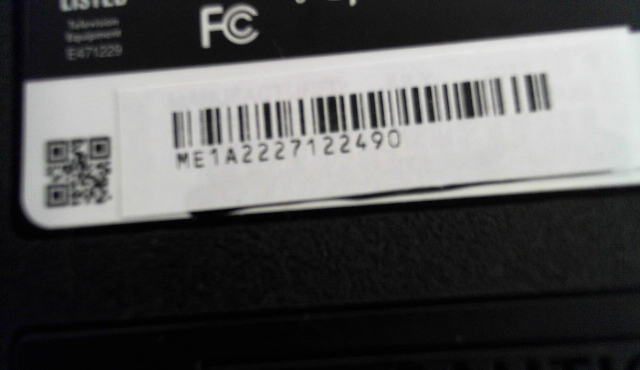 LISTED
Television
Equipment
E471229
FC
ME1A2227122490